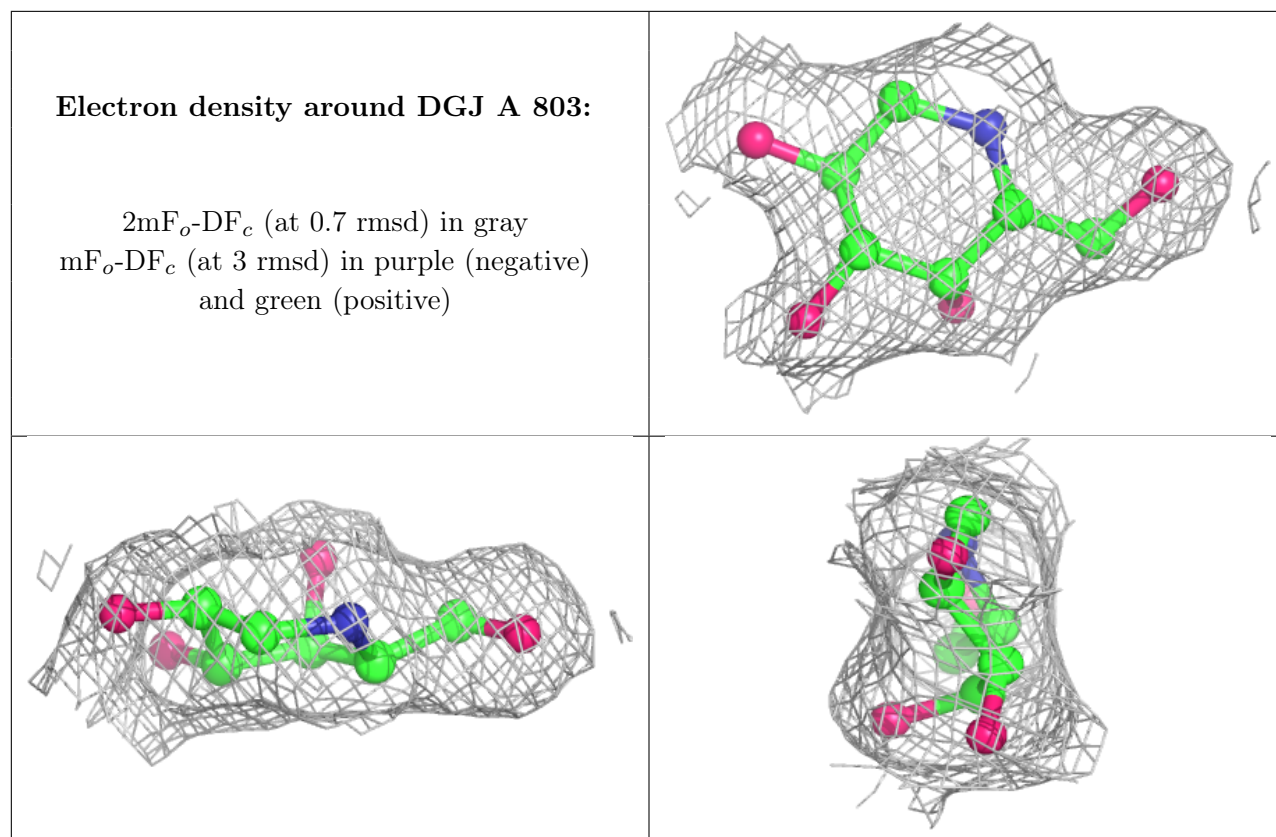 Electron density around DGJ A 803:
2mFo-DFc (at 0.7 rmsd) in gray
mFo-DFc (at 3 rmsd) in purple (negative)
and green (positive)